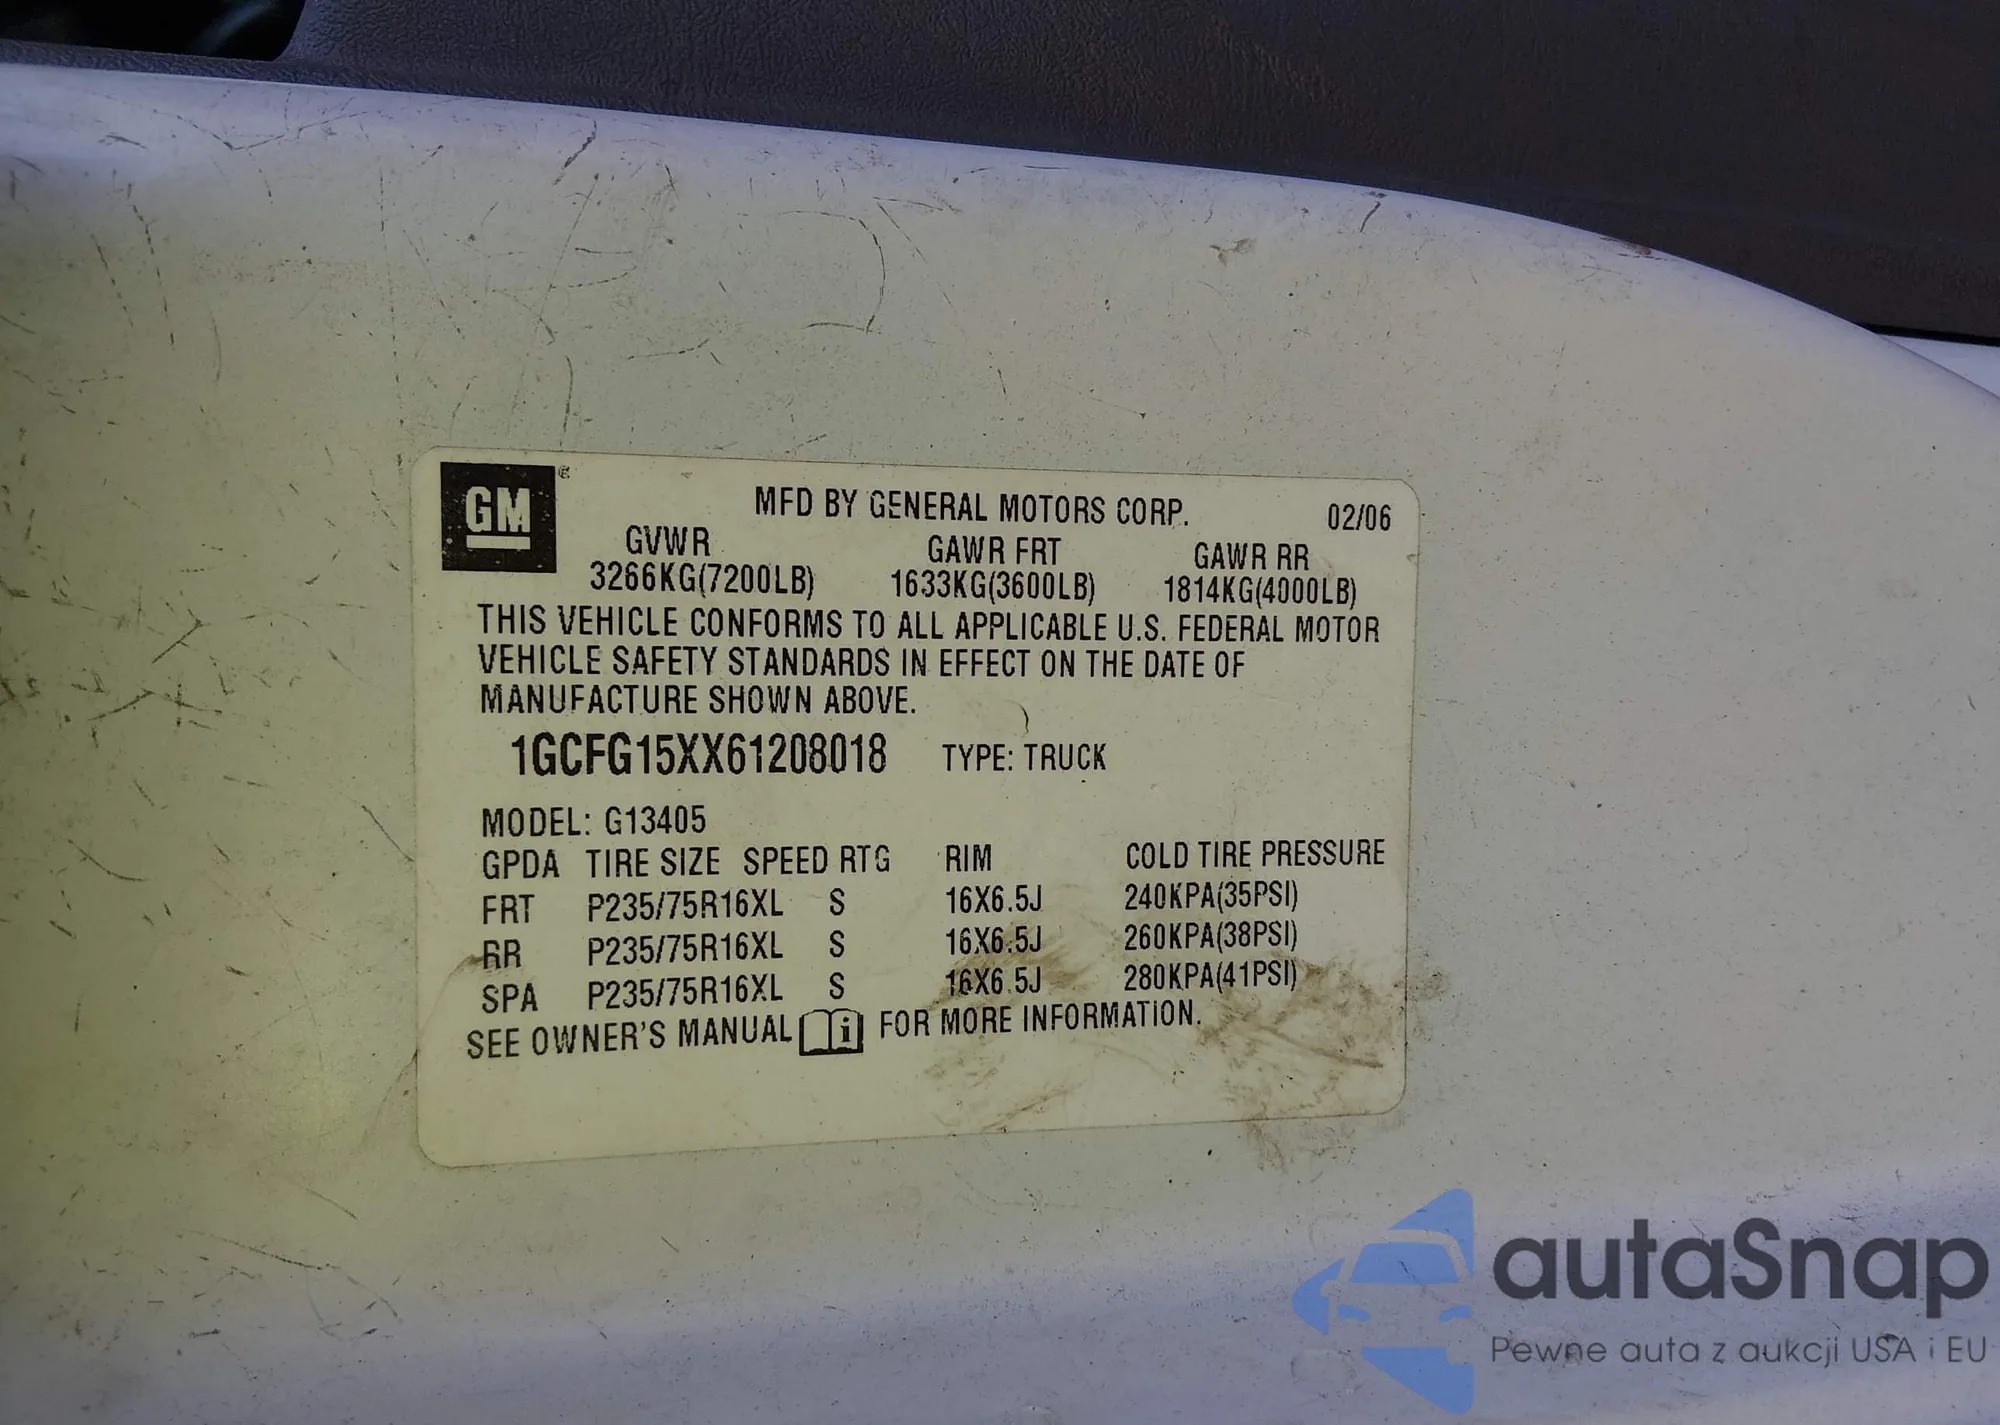 GM
MFD BY GENERAL MOTORS CORP. 02/06
GVWR GAWR FRT GAWR RR
3266KG(7200LB) 1633KG(3600LB) 1814KG(4000LB)
THIS VEHICLE CONFORMS TO ALL APPLICABLE U.S. FEDERAL MOTOR
VEHICLE SAFETY STANDARDS IN EFFECT ON THE DATE OF
MANUFACTURE SHOWN ABOVE.
1GCFG15XX61208018 TYPE: TRUCK
MODEL: G13405
GPDA TIRE SIZE SPEED RTG RIM COLD TIRE PRESSURE
FRT P235/75R16XL S 16X6.5J 240KPA(35PSI)
RR P235/75R16XL S 16X6.5J 260KPA(38PSI)
SPA P235/75R16XL S 16X6.5J 280KPA(41PSI)
SEE OWNER'S MANUAL i FOR MORE INFORMATION.
autaSnap
Pewne auta z aukcji USA i EU